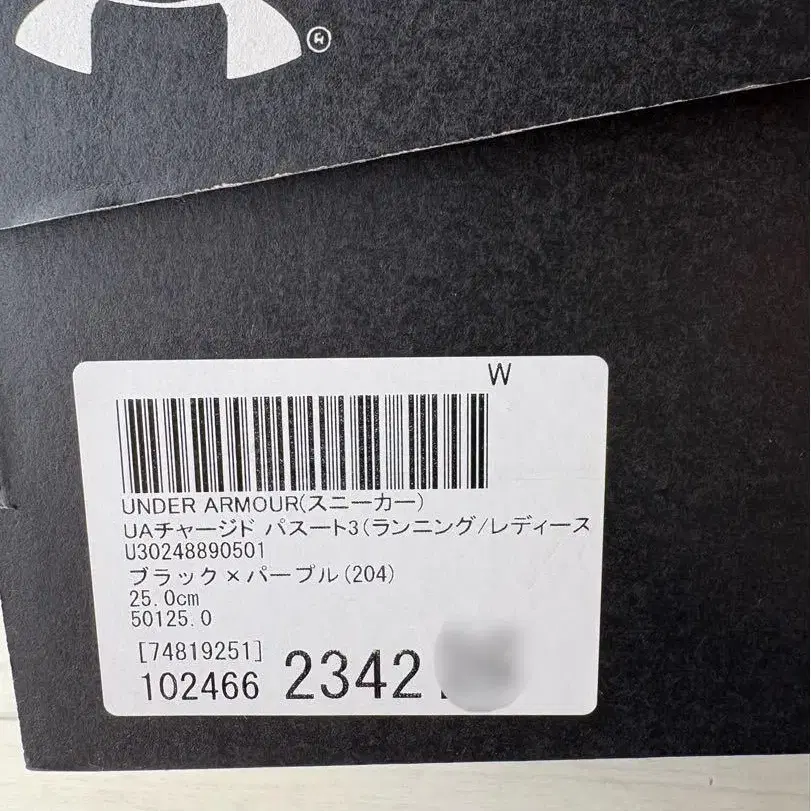 ®
W
UNDER ARMOUR(スニーカー)
UAチャージド パスート3(ランニング/レディース
U30248890501
ブラック×パープル(204)
25.0cm
50125.0
[74819251]
102466 2342